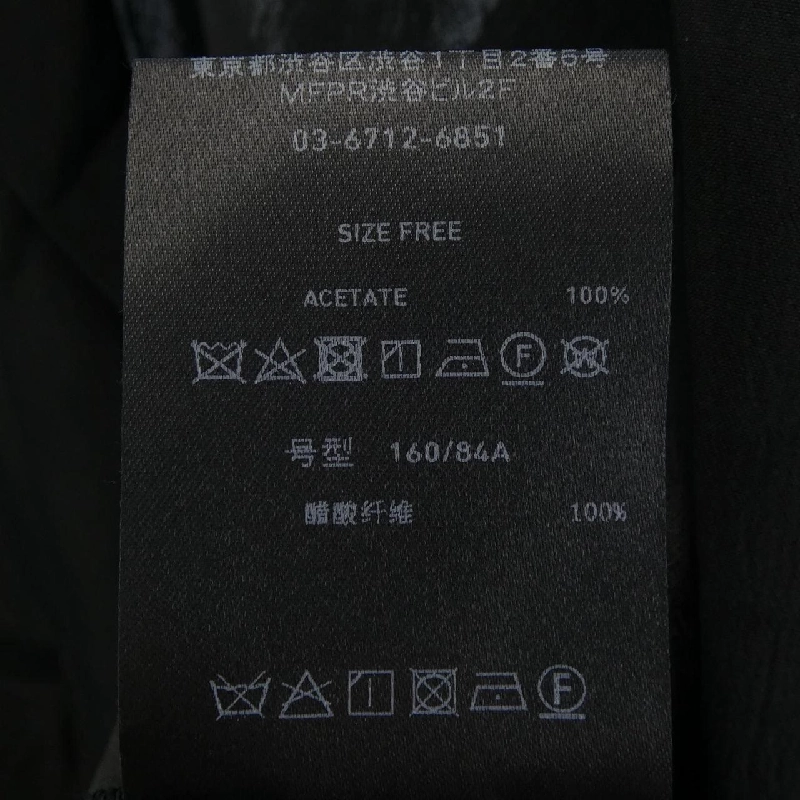 東京都渋谷区渋谷1丁目2番5号
MFPR渋谷ビル2F
03-6712-6851
SIZE FREE
ACETATE 100%
F W
号型 160/84A
醋酸纤维 100%
F